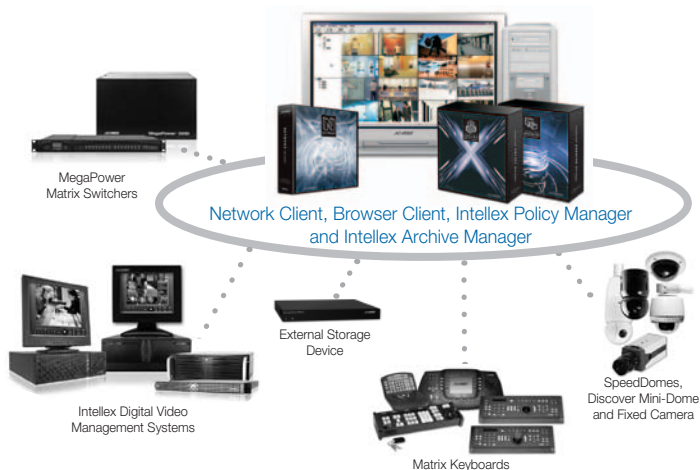 MegaPower
MegaPower
Matrix Switchers
Network Client, Browser Client, Intellex Policy Manager
and Intellex Archive Manager
External Storage
Device
Intellex Digital Video
Management Systems
Matrix Keyboards
SpeedDomes,
Discover Mini-Dome
and Fixed Camera